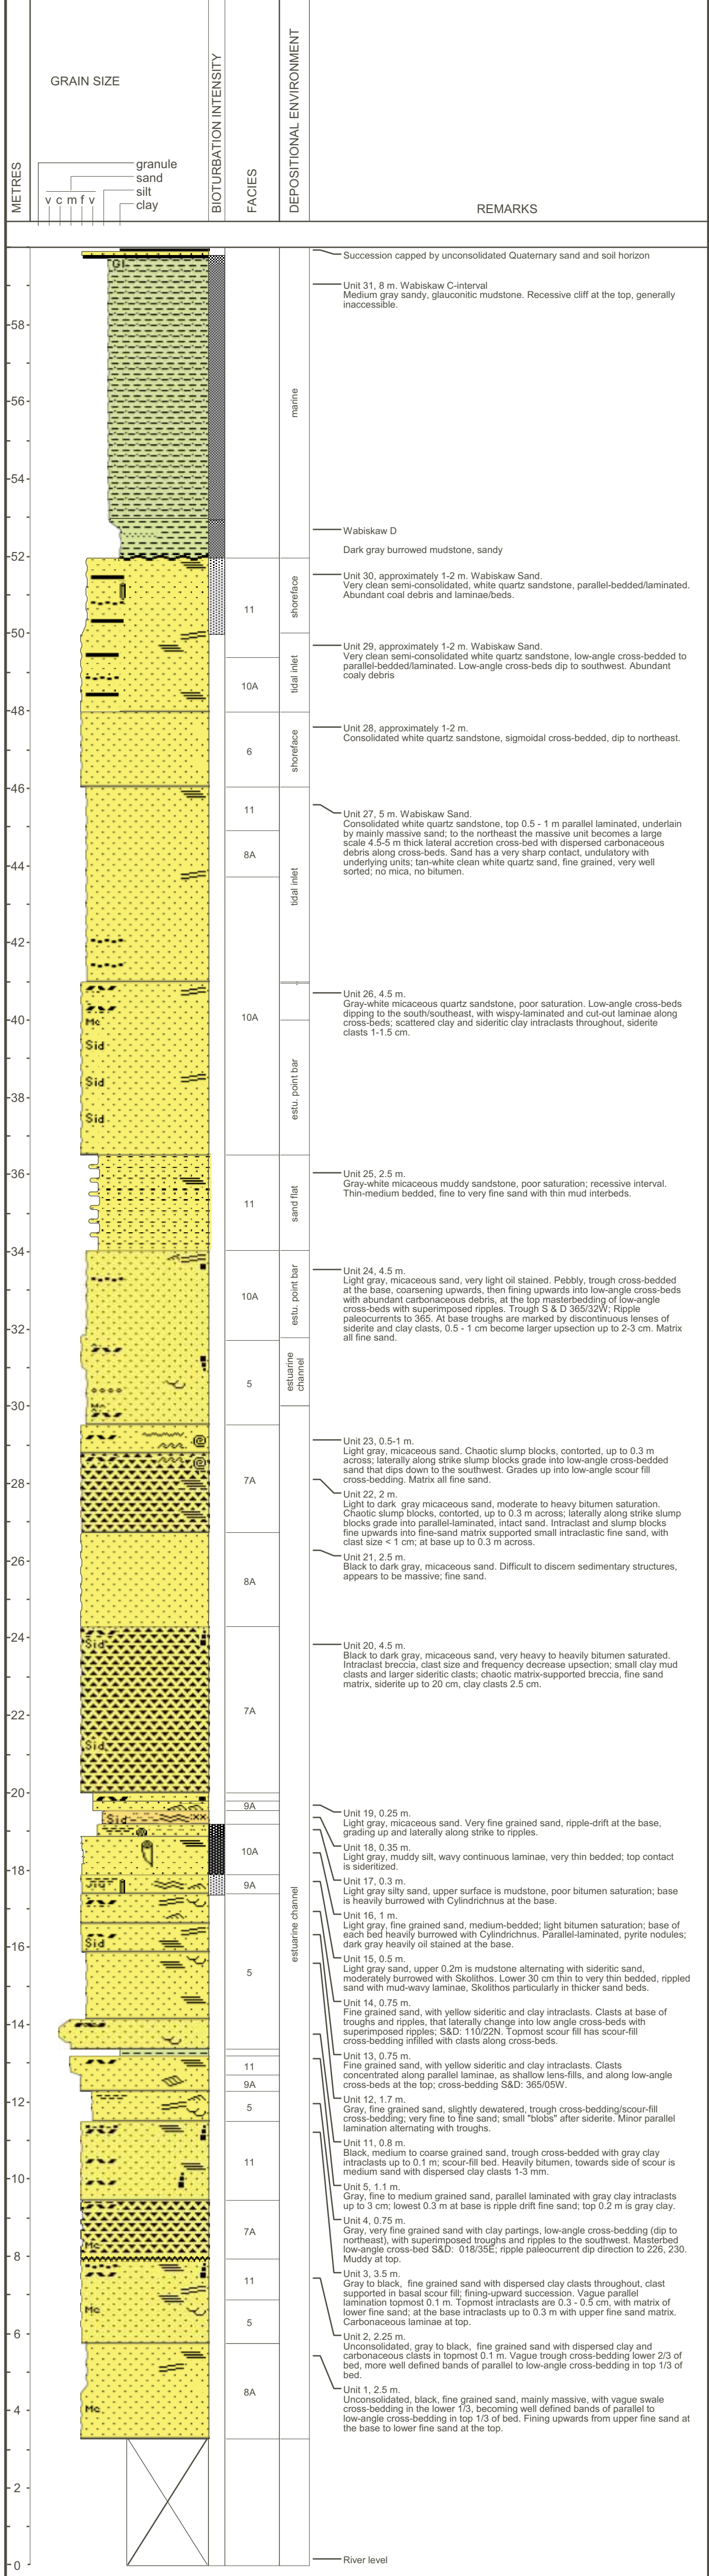 METRES
GRAIN SIZE
BIOTURBATION INTENSITY
FACIES
DEPOSITIONAL ENVIRONMENT
REMARKS
granule
sand
silt
clay
v c m f v
Succession capped by unconsolidated Quaternary sand and soil horizon
Gl
Unit 31, 8 m. Wabiskaw C-interval
Medium gray sandy, glauconitic mudstone. Recessive cliff at the top, generally
inaccessible.
58
56
marine
54
Wabiskaw D
Dark gray burrowed mudstone, sandy
52
Unit 30, approximately 1-2 m. Wabiskaw Sand.
Very clean semi-consolidated white quartz sandstone, parallel-bedded/laminated.
Abundant coal debris and laminae/beds.
11
shoreface
50
Unit 29, approximately 1-2 m. Wabiskaw Sand.
Very clean semi-consolidated white quartz sandstone, low-angle cross-bedded to
parallel-bedded/laminated. Low-angle cross-beds dip to southwest. Abundant
coaly debris
10A
tidal inlet
48
Unit 28, approximately 1-2 m.
Consolidated white quartz sandstone, sigmoidal cross-bedded, dip to northeast.
6
shoreface
46
11
Unit 27, 5 m. Wabiskaw Sand.
Consolidated white quartz sandstone, top 0.5 - 1 m parallel laminated, underlain
by mainly massive sand; to the northeast the massive unit becomes a large
scale 4.5-5 m thick lateral accretion cross-bed with dispersed carbonaceous
debris along cross-beds. Sand has a very sharp contact, undulatory with
underlying units; tan-white clean white quartz sand, fine grained, very well
sorted; no mica, no bitumen.
8A
44
tidal inlet
42
Unit 26, 4.5 m.
Gray-white micaceous quartz sandstone, poor saturation. Low-angle cross-beds
dipping to the south/southeast, with wispy-laminated and cut-out laminae along
cross-beds; scattered clay and sideritic clay intraclasts throughout, siderite
clasts 1-1.5 cm.
10A
40
Mc
Sid
Sid
38
estu. point bar
Sid
36
Unit 25, 2.5 m.
Gray-white micaceous muddy sandstone, poor saturation; recessive interval.
Thin-medium bedded, fine to very fine sand with thin mud interbeds.
11
sand flat
34
Unit 24, 4.5 m.
Light gray, micaceous sand, very light oil stained. Pebbly, trough cross-bedded
at the base, coarsening upwards, then fining upwards into low-angle cross-beds
with abundant carbonaceous debris, at the top masterbedding of low-angle
cross-beds with superimposed ripples. Trough S & D 365/32W; Ripple
paleocurrents to 365. At base troughs are marked by discontinuous lenses of
siderite and clay clasts, 0.5 - 1 cm become larger upsection up to 2-3 cm. Matrix
all fine sand.
10A
estu. point bar
32
5
estuarine
channel
30
Unit 23, 0.5-1 m.
Light gray, micaceous sand. Chaotic slump blocks, contorted, up to 0.3 m
across; laterally along strike slump blocks grade into low-angle cross-bedded
sand that dips down to the southwest. Grades up into low-angle scour fill
cross-bedding. Matrix all fine sand.
7A
28
Unit 22, 2 m.
Light to dark gray micaceous sand, moderate to heavy bitumen saturation.
Chaotic slump blocks, contorted, up to 0.3 m across; laterally along strike slump
blocks grade into parallel-laminated, intact sand. Intraclast and slump blocks
fine upwards into fine-sand matrix supported small intraclastic fine sand, with
clast size < 1 cm; at base up to 0.3 m across.
26
8A
Unit 21, 2.5 m.
Black to dark gray, micaceous sand. Difficult to discern sedimentary structures,
appears to be massive; fine sand.
24
Sid
Unit 20, 4.5 m.
Black to dark gray, micaceous sand, very heavy to heavily bitumen saturated.
Intraclast breccia, clast size and frequency decrease upsection; small clay mud
clasts and larger sideritic clasts; chaotic matrix-supported breccia, fine sand
matrix, siderite up to 20 cm, clay clasts 2.5 cm.
7A
22
Sid
20
9A
Unit 19, 0.25 m.
Light gray, micaceous sand. Very fine grained sand, ripple-drift at the base,
grading up and laterally along strike to ripples.
Sid
Unit 18, 0.35 m.
Light gray, muddy silt, wavy continuous laminae, very thin bedded; top contact
is sideritized.
10A
18
Unit 17, 0.3 m.
Light gray silty sand, upper surface is mudstone, poor bitumen saturation; base
is heavily burrowed with Cylindrichnus at the base.
9A
Sid
estuarine channel
Unit 16, 1 m.
Light gray, fine grained sand, medium-bedded; light bitumen saturation; base of
each bed heavily burrowed with Cylindrichnus. Parallel-laminated, pyrite nodules;
dark gray heavily oil stained at the base.
16
Sid
5
Unit 15, 0.5 m.
Light gray sand, upper 0.2m is mudstone alternating with sideritic sand,
moderately burrowed with Skolithos. Lower 30 cm thin to very thin bedded, rippled
sand with mud-wavy laminae, Skolithos particularly in thicker sand beds.
14
Unit 14, 0.75 m.
Fine grained sand, with yellow sideritic and clay intraclasts. Clasts at base of
troughs and ripples, that laterally change into low angle cross-beds with
superimposed ripples; S&D: 110/22N. Topmost scour fill has scour-fill
cross-bedding infilled with clasts along cross-beds.
11
Unit 13, 0.75 m.
Fine grained sand, with yellow sideritic and clay intraclasts. Clasts
concentrated along parallel laminae, as shallow lens-fills, and along low-angle
cross-beds at the top; cross-bedding S&D: 365/05W.
9A
12
5
Unit 12, 1.7 m.
Gray, fine grained sand, slightly dewatered, trough cross-bedding/scour-fill
cross-bedding; very fine to fine sand; small "blobs" after siderite. Minor parallel
lamination alternating with troughs.
11
Unit 11, 0.8 m.
Black, medium to coarse grained sand, trough cross-bedded with gray clay
intraclasts up to 0.1 m; scour-fill bed. Heavily bitumen, towards side of scour is
medium sand with dispersed clay clasts 1-3 mm.
10
Unit 5, 1.1 m.
Gray, fine to medium grained sand, parallel laminated with gray clay intraclasts
up to 3 cm; lowest 0.3 m at base is ripple drift fine sand; top 0.2 m is gray clay.
7A
Mc
8
Unit 4, 0.75 m.
Gray, very fine grained sand with clay partings, low-angle cross-bedding (dip to
northeast), with superimposed troughs and ripples to the southwest. Masterbed
low-angle cross-bed S&D: 018/35E; ripple paleocurrent dip direction to 226, 230.
Muddy at top.
11
Unit 3, 3.5 m.
Gray to black, fine grained sand with dispersed clay clasts throughout, clast
supported in basal scour fill; fining-upward succession. Vague parallel
lamination topmost 0.1 m. Topmost intraclasts are 0.3 - 0.5 cm, with matrix of
lower fine sand; at the base intraclasts up to 0.3 m with upper fine sand matrix.
Carbonaceous laminae at top.
Mc
5
6
Unit 2, 2.25 m.
Unconsolidated, gray to black, fine grained sand with dispersed clay and
carbonaceous clasts in topmost 0.1 m. Vague trough cross-bedding lower 2/3 of
bed, more well defined bands of parallel to low-angle cross-bedding in top 1/3 of
bed.
8A
Mc
4
Unit 1, 2.5 m.
Unconsolidated, black, fine grained sand, mainly massive, with vague swale
cross-bedding in the lower 1/3, becoming well defined bands of parallel to
low-angle cross-bedding in top 1/3 of bed. Fining upwards from upper fine sand at
the base to lower fine sand at the top.
2
0
River level